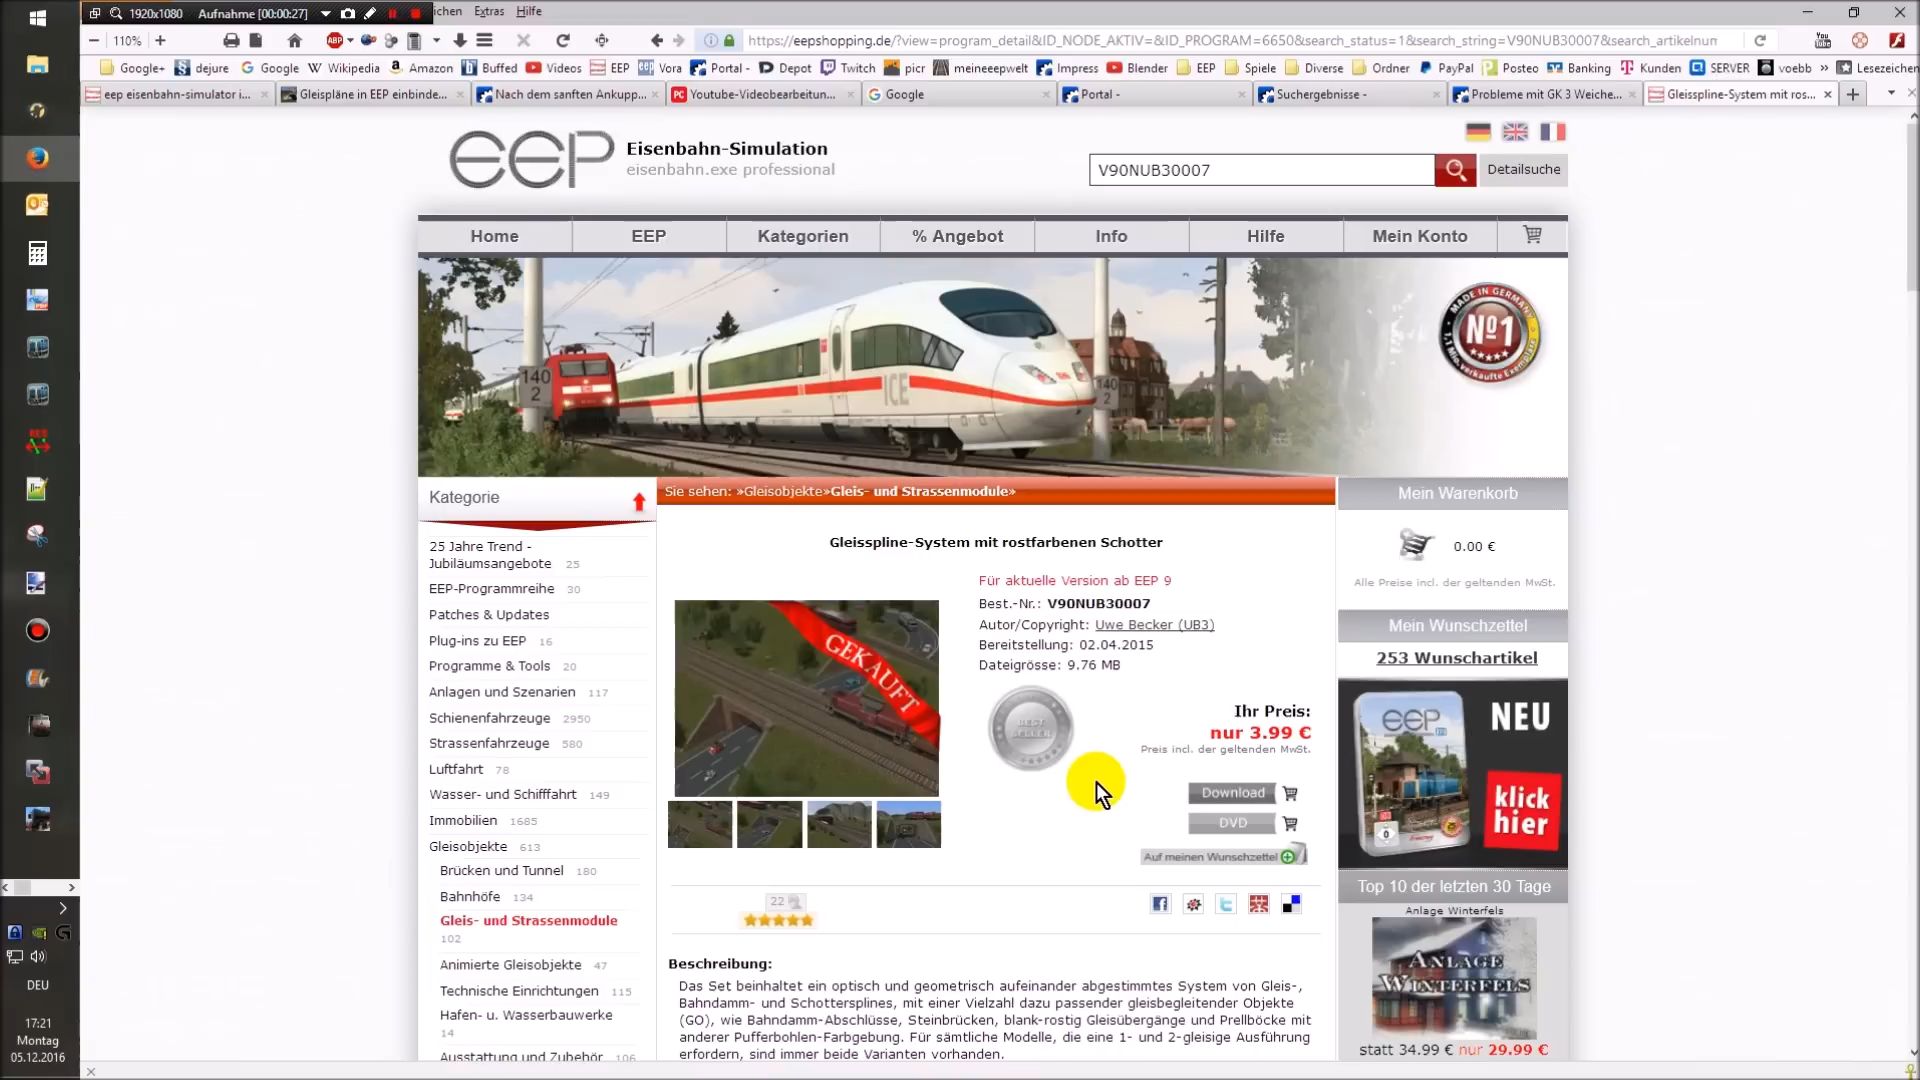 1920x1080 Aufnahme [00:00:27] ichen Extras Hilfe
110% https://eepshopping.de/?view=program_detail&ID_NODE_AKTIV=&ID_PROGRAM=6650&search_status=1&search_string=V90NUB30007&search_artikelnum
Google+ dejure Google Wikipedia Amazon Buffed Videos EEP Vora Portal - Depot Twitch picr meineeepwelt Impress Blender EEP Spiele Diverse Ordner PayPal Posteo Banking Kunden SERVER voebb » Lesezeichen
eep eisenbahn-simulator i... Gleispläne in EEP einbinde... Nach dem sanften Ankupp... Youtube-Videobearbeitun... Google Portal - Suchergebnisse - Probleme mit GK 3 Weiche... Gleisspline-System mit ros...
eep Eisenbahn-Simulation
eisenbahn.exe professional
V90NUB30007 Detailsuche
Home EEP Kategorien % Angebot Info Hilfe Mein Konto
MADE IN GERMANY
Nº1
140
2
ICE
140
2
Kategorie
25 Jahre Trend -
Jubiläumsangebote 25
EEP-Programmreihe 30
Patches & Updates
Plug-ins zu EEP 16
Programme & Tools 20
Anlagen und Szenarien 117
Schienenfahrzeuge 2950
Strassenfahrzeuge 580
Luftfahrt 78
Wasser- und Schifffahrt 149
Immobilien 1685
Gleisobjekte 613
Brücken und Tunnel 180
Bahnhöfe 134
Gleis- und Strassenmodule
102
Animierte Gleisobjekte 47
Technische Einrichtungen 115
Hafen- u. Wasserbauwerke
14
Ausstattung und Zubehör 106
Sie sehen: »Gleisobjekte»Gleis- und Strassenmodule»
Gleisspline-System mit rostfarbenen Schotter
GEKAUFT
Für aktuelle Version ab EEP 9
Best.-Nr.: V90NUB30007
Autor/Copyright: Uwe Becker (UB3)
Bereitstellung: 02.04.2015
Dateigrösse: 9.76 MB
BEST
SELLER
Ihr Preis:
nur 3.99 €
Preis incl. der geltenden MwSt.
Download
DVD
Auf meinen Wunschzettel
22
Beschreibung:
Das Set beinhaltet ein optisch und geometrisch aufeinander abgestimmtes System von Gleis-,
Bahndamm- und Schottersplines, mit einer Vielzahl dazu passender gleisbegleitender Objekte
(GO), wie Bahndamm-Abschlüsse, Steinbrücken, blank-rostig Gleisübergänge und Prellböcke mit
anderer Pufferbohlen-Farbgebung. Für sämtliche Modelle, die eine 1- und 2-gleisige Ausführung
erfordern, sind immer beide Varianten vorhanden.
Mein Warenkorb
0.00 €
Alle Preise incl. der geltenden MwSt.
Mein Wunschzettel
253 Wunschartikel
eep
NEU
klick
hier
Top 10 der letzten 30 Tage
Anlage Winterfels
ANLAGE
WINTERFELS
statt 34.99 € nur 29.99 €
DEU
17:21
Montag
05.12.2016